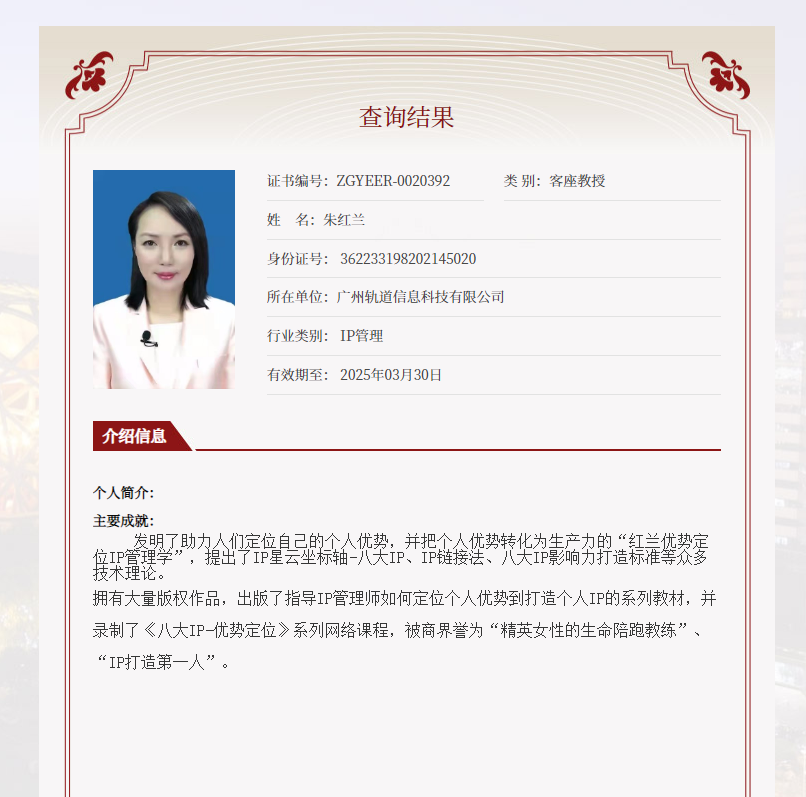 查询结果
证书编号：ZGYEER-0020392 类 别：客座教授
姓 名：朱红兰
身份证号： 362233198202145020
所在单位：广州轨道信息科技有限公司
行业类别： IP管理
有效期至： 2025年03月30日
介绍信息
个人简介：
主要成就：
发明了助力人们定位自己的个人优势，并把个人优势转化为生产力的“红兰优势定
位IP管理学”，提出了IP星云坐标轴-八大IP、IP链接法、八大IP影响力打造标准等众多
技术理论。
拥有大量版权作品，出版了指导IP管理师如何定位个人优势到打造个人IP的系列教材，并
录制了《八大IP-优势定位》系列网络课程，被商界誉为“精英女性的生命陪跑教练”、
“IP打造第一人”。